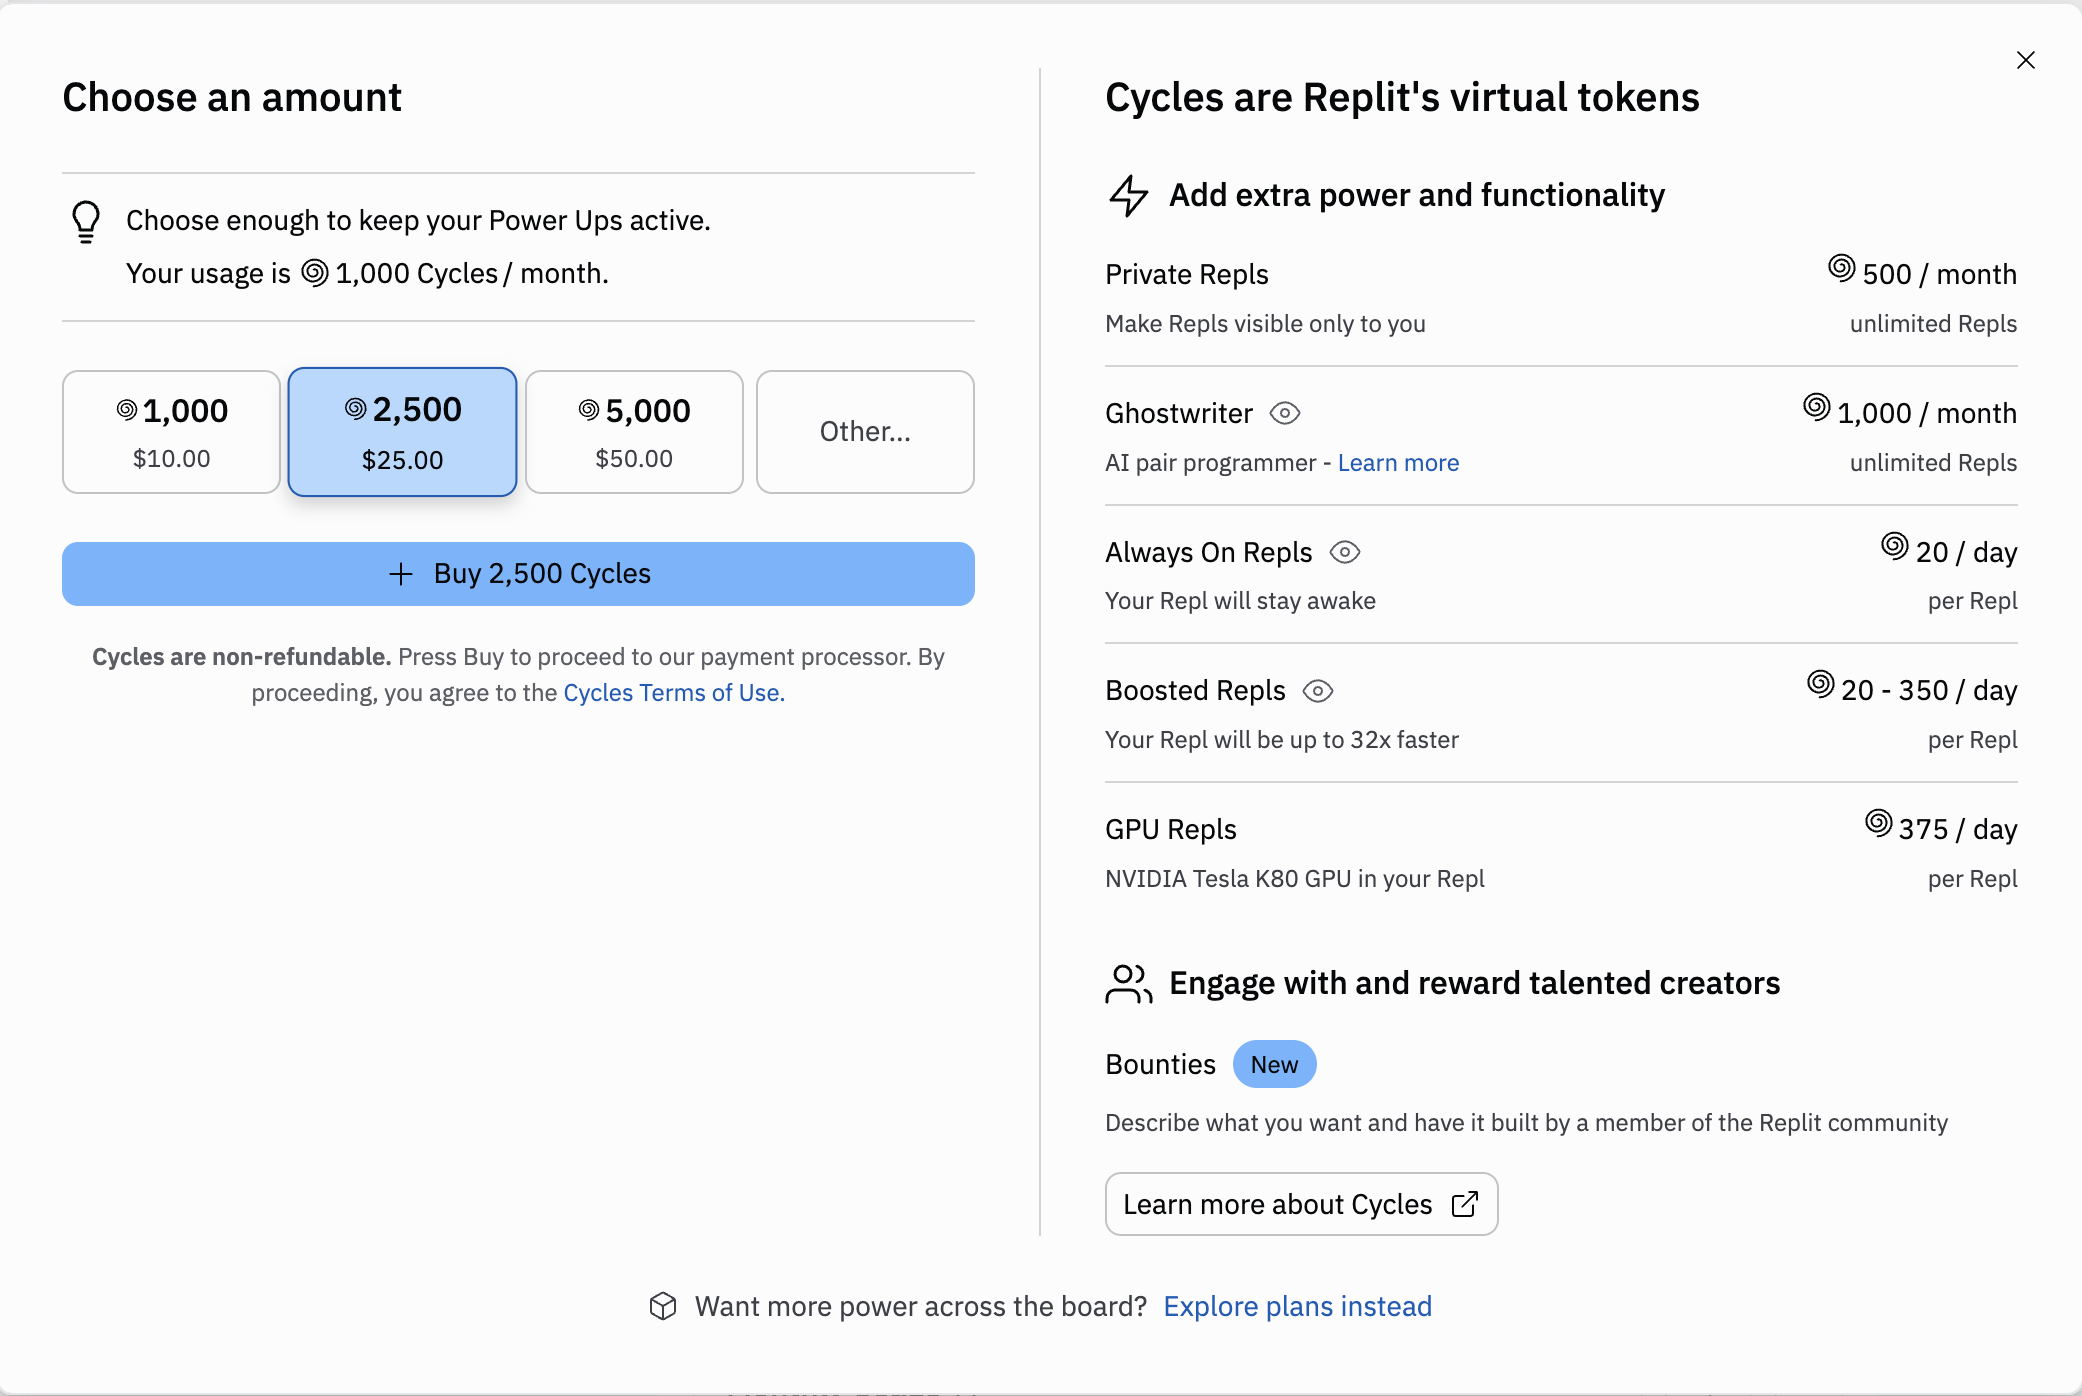 Choose an amount
Choose enough to keep your Power Ups active.
Your usage is 1,000 Cycles / month.
1,000
$10.00
2,500
$25.00
5,000
$50.00
Other...
Buy 2,500 Cycles
Cycles are non-refundable. Press Buy to proceed to our payment processor. By
proceeding, you agree to the Cycles Terms of Use.
Cycles are Replit's virtual tokens
Add extra power and functionality
Private Repls
500 / month
Make Repls visible only to you
unlimited Repls
Ghostwriter
1,000 / month
AI pair programmer - Learn more
unlimited Repls
Always On Repls
20 / day
Your Repl will stay awake
per Repl
Boosted Repls
20 - 350 / day
Your Repl will be up to 32x faster
per Repl
GPU Repls
375 / day
NVIDIA Tesla K80 GPU in your Repl
per Repl
Engage with and reward talented creators
Bounties
New
Describe what you want and have it built by a member of the Replit community
Learn more about Cycles
Want more power across the board? Explore plans instead